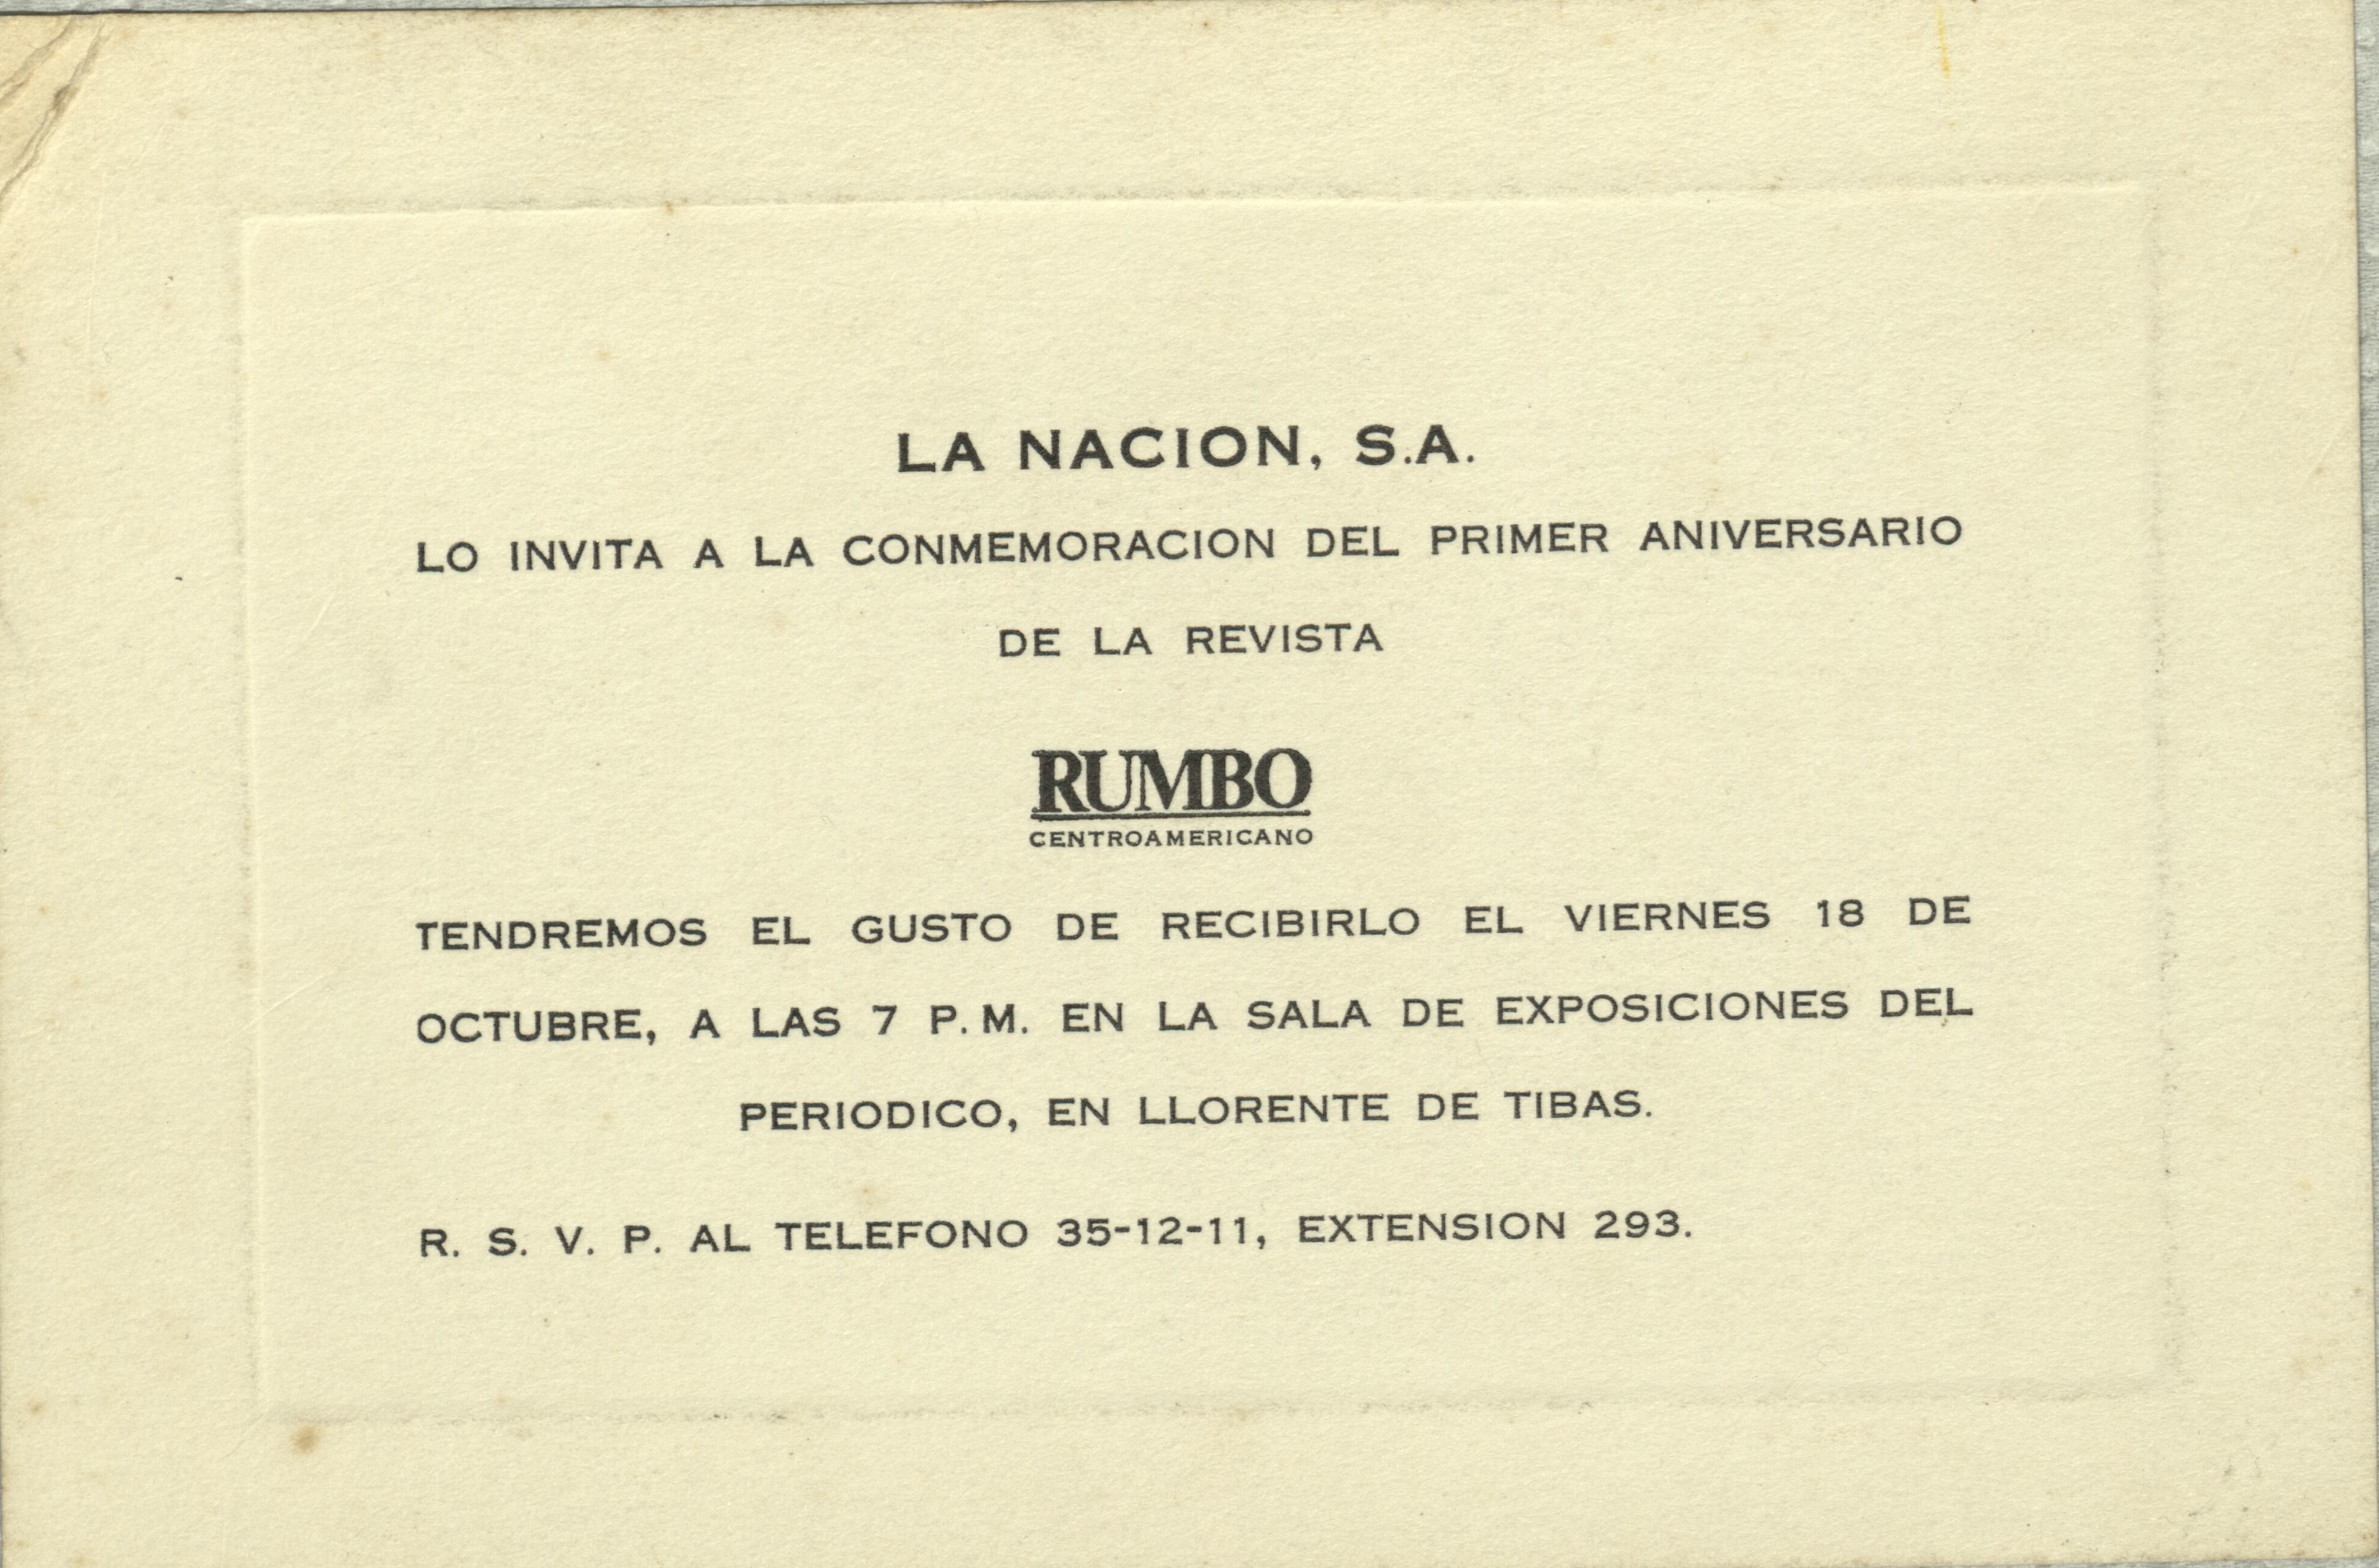 LA NACION, S.A.
LO INVITA A LA CONMEMORACION DEL PRIMER ANIVERSARIO
DE LA REVISTA
RUMBO
CENTROAMERICANO
TENDREMOS EL GUSTO DE RECIBIRLO EL VIERNES 18 DE
OCTUBRE, A LAS 7 P. M. EN LA SALA DE EXPOSICIONES DEL
PERIODICO, EN LLORENTE DE TIBAS.
R. S. V. P. AL TELEFONO 35-12-11, EXTENSION 293.